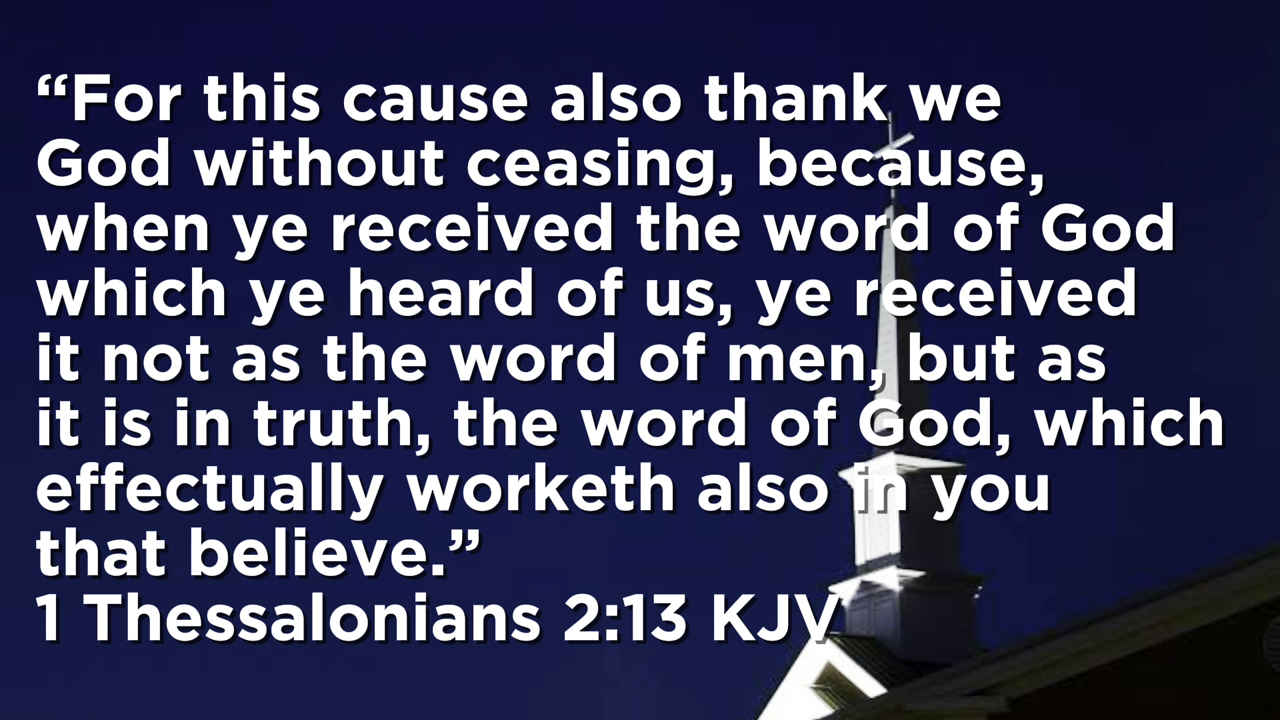 “For this cause also thank we
God without ceasing, because,
when ye received the word of God
which ye heard of us, ye received
it not as the word of men, but as
it is in truth, the word of God, which
effectually worketh also in you
that believe.”
1 Thessalonians 2:13 KJV